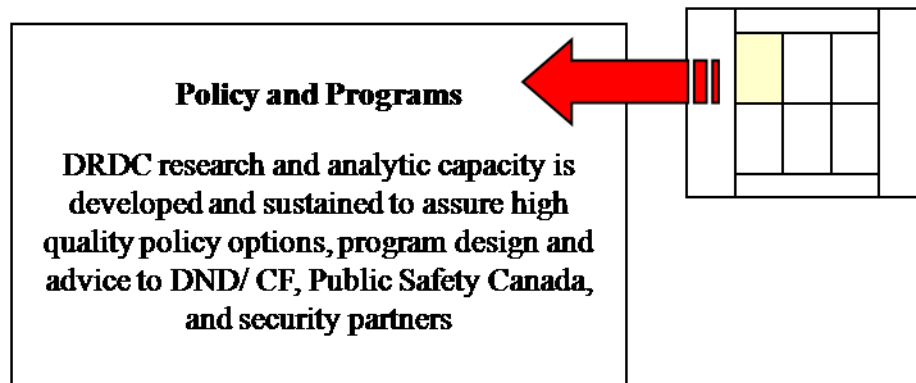 Policy and Programs
DRDC research and analytic capacity is
developed and sustained to assure high
quality policy options, program design and
advice to DND/ CF, Public Safety Canada,
and security partners